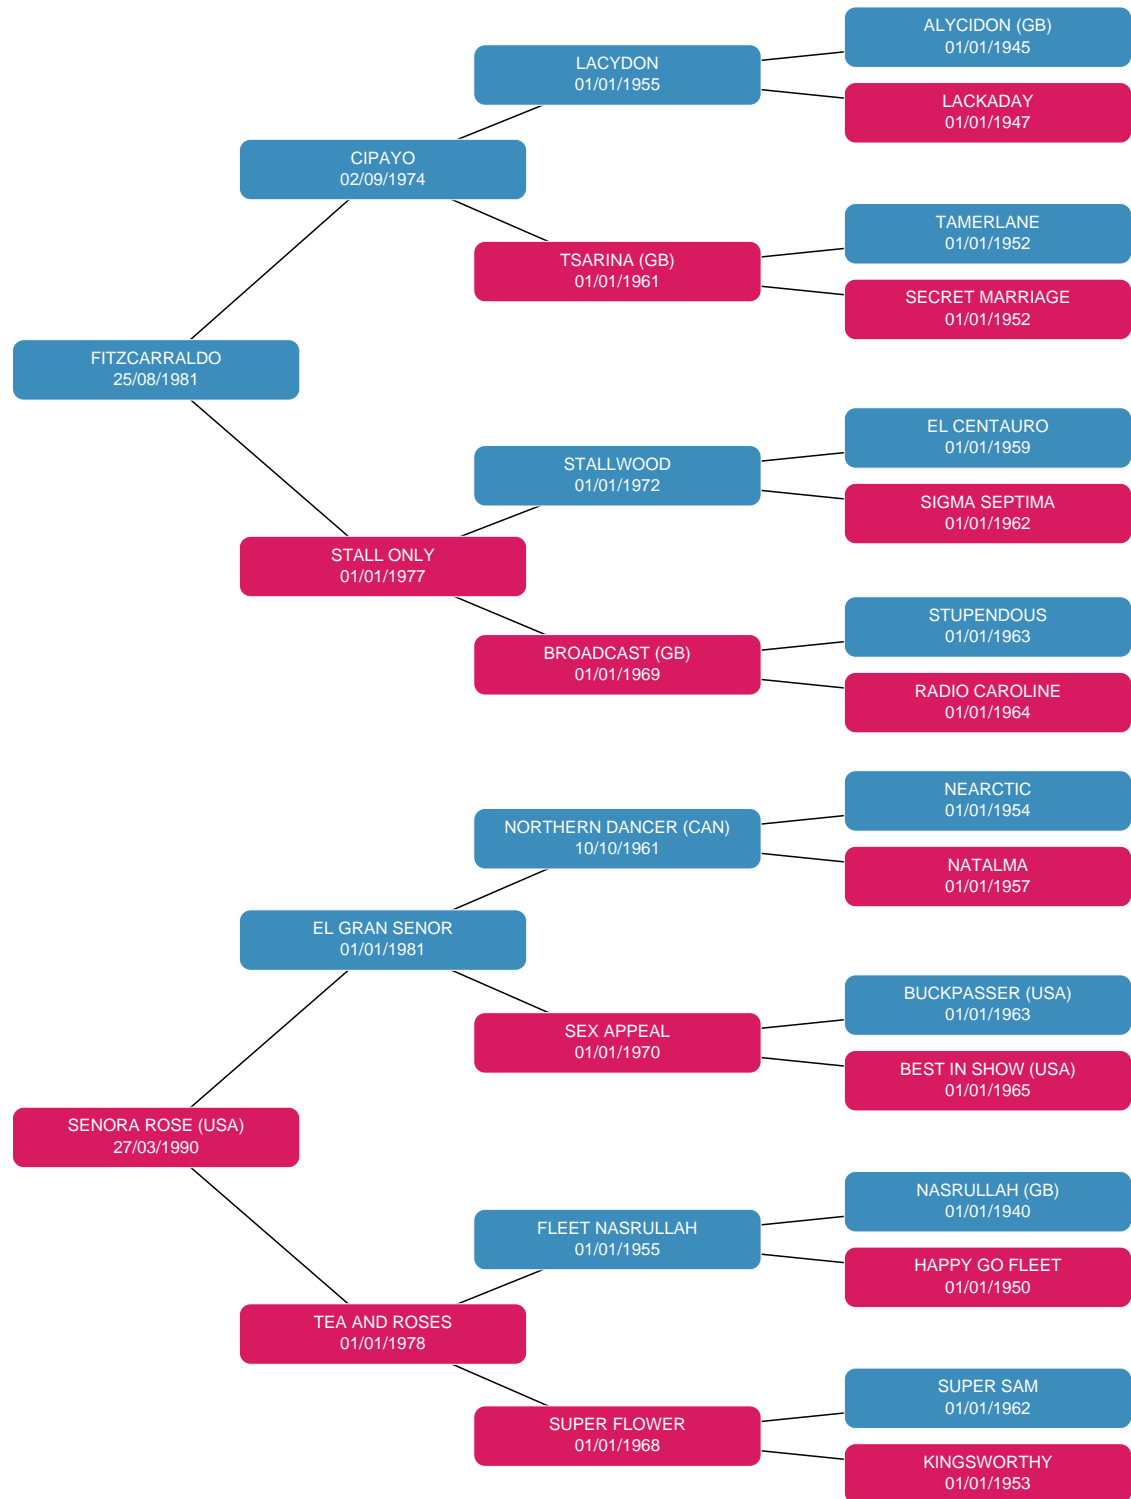 ALYCIDON (GB)
01/01/1945
LACYDON
01/01/1955
LACKADAY
01/01/1947
CIPAYO
02/09/1974
TAMERLANE
01/01/1952
TSARINA (GB)
01/01/1961
SECRET MARRIAGE
01/01/1952
FITZCARRALDO
25/08/1981
EL CENTAURO
01/01/1959
STALLWOOD
01/01/1972
SIGMA SEPTIMA
01/01/1962
STALL ONLY
01/01/1977
STUPENDOUS
01/01/1963
BROADCAST (GB)
01/01/1969
RADIO CAROLINE
01/01/1964
NEARCTIC
01/01/1954
NORTHERN DANCER (CAN)
10/10/1961
NATALMA
01/01/1957
EL GRAN SENOR
01/01/1981
BUCKPASSER (USA)
01/01/1963
SEX APPEAL
01/01/1970
BEST IN SHOW (USA)
01/01/1965
SENORA ROSE (USA)
27/03/1990
NASRULLAH (GB)
01/01/1940
FLEET NASRULLAH
01/01/1955
HAPPY GO FLEET
01/01/1950
TEA AND ROSES
01/01/1978
SUPER SAM
01/01/1962
SUPER FLOWER
01/01/1968
KINGSWORTHY
01/01/1953